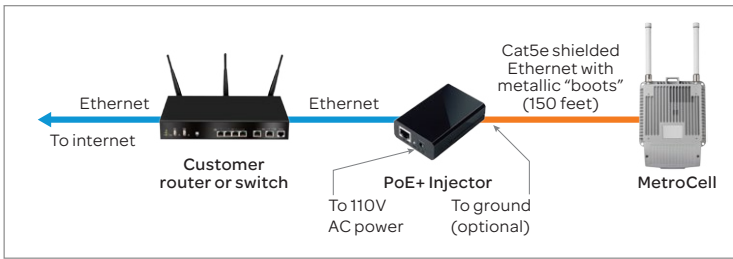 Cat5e shielded
Ethernet with
metallic “boots”
(150 feet)
Ethernet
Ethernet
To internet
Customer
router or switch
PoE+ Injector
MetroCell
To 110V
AC power
To ground
(optional)